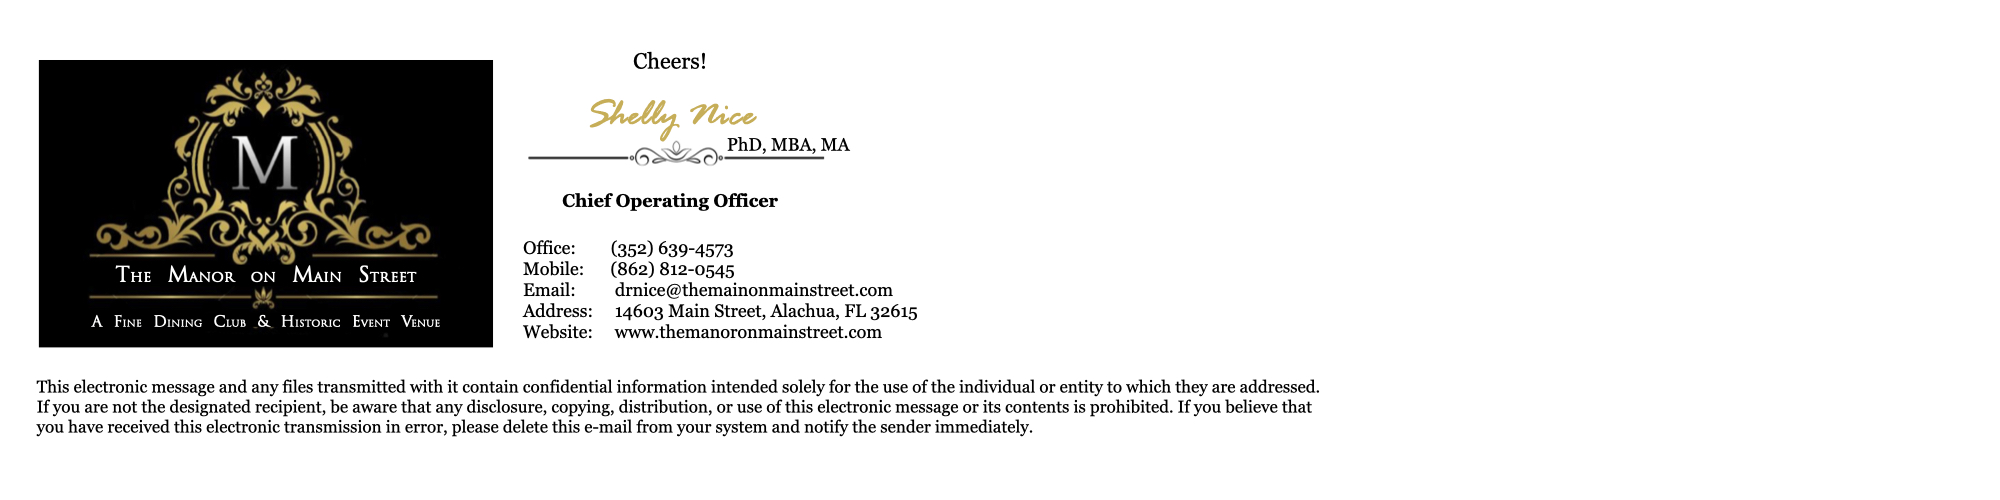 M
The Manor on Main Street
A Fine Dining Club & Historic Event Venue
Cheers!
Shelly Nice
PhD, MBA, MA
Chief Operating Officer
Office: (352) 639-4573
Mobile: (862) 812-0545
Email: drnice@themainonmainstreet.com
Address: 14603 Main Street, Alachua, FL 32615
Website: www.themanoronmainstreet.com
This electronic message and any files transmitted with it contain confidential information intended solely for the use of the individual or entity to which they are addressed.
If you are not the designated recipient, be aware that any disclosure, copying, distribution, or use of this electronic message or its contents is prohibited. If you believe that
you have received this electronic transmission in error, please delete this e-mail from your system and notify the sender immediately.